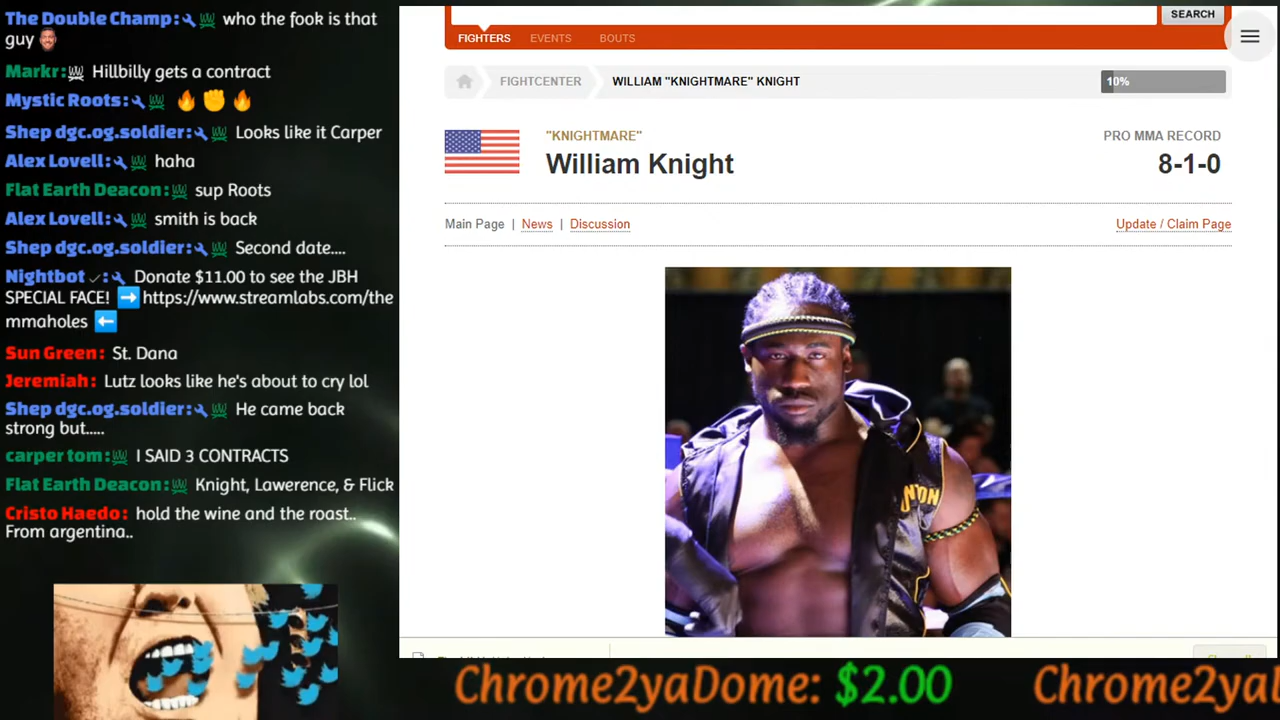 The Double Champ: who the fook is that
guy
Markr: Hillbilly gets a contract
Mystic Roots: 🔥 ✊ 🔥
Shep dgc.og.soldier: Looks like it Carper
Alex Lovell: haha
Flat Earth Deacon: sup Roots
Alex Lovell: smith is back
Shep dgc.og.soldier: Second date....
Nightbot ✓: Donate $11.00 to see the JBH
SPECIAL FACE! ➡️ https://www.streamlabs.com/the
mmaholes ⬅️
Sun Green: St. Dana
Jeremiah: Lutz looks like he's about to cry lol
Shep dgc.og.soldier: He came back
strong but.....
carper tom: I SAID 3 CONTRACTS
Flat Earth Deacon: Knight, Lawerence, & Flick
Cristo Haedo: hold the wine and the roast..
From argentina..
SEARCH
FIGHTERS EVENTS BOUTS
FIGHTCENTER WILLIAM "KNIGHTMARE" KNIGHT 10%
"KNIGHTMARE" PRO MMA RECORD
William Knight 8-1-0
Main Page | News | Discussion Update / Claim Page
Chrome2yaDome: $2.00 Chrome2yaD